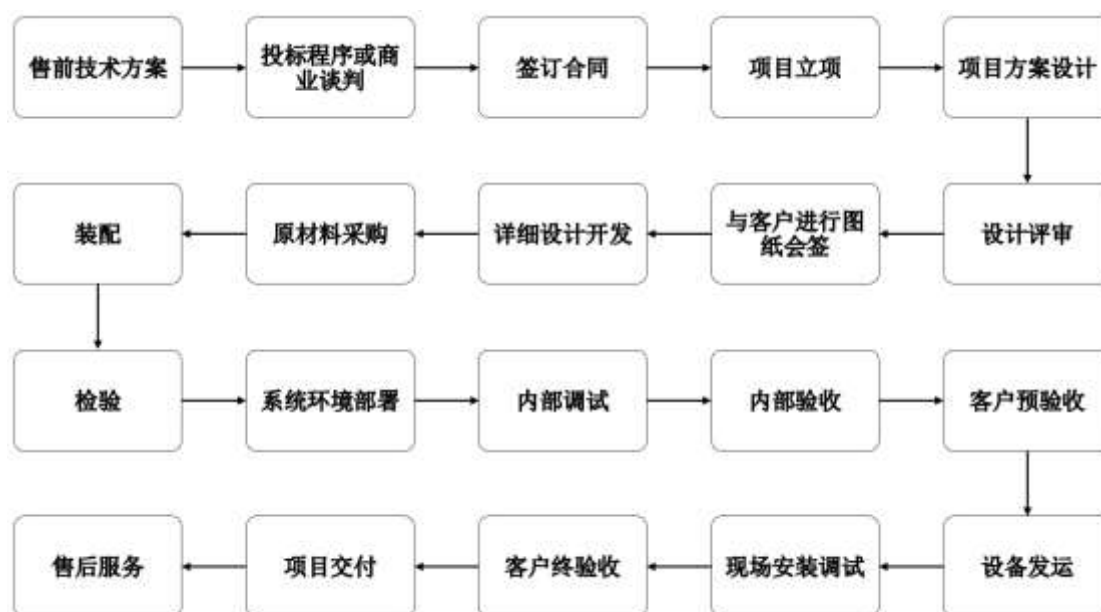 售前技术方案
投标程序或商
业谈判
签订合同
项目立项
项目方案设计
设计评审
与客户进行图
纸会签
详细设计开发
原材料采购
装配
检验
系统环境部署
内部调试
内部验收
客户预验收
设备发运
现场安装调试
客户终验收
项目交付
售后服务